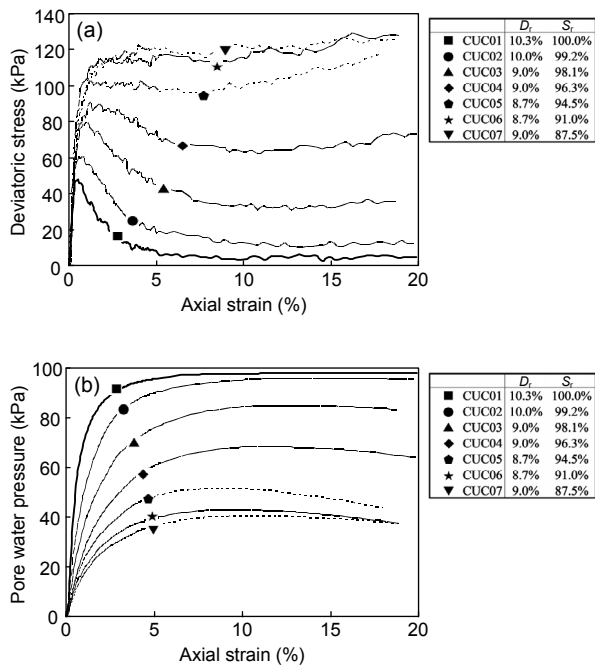 (a)
Deviatoric stress (kPa)
140
120
100
80
60
40
20
0
0 5 10 15 20
Axial strain (%)
Dr Sr
CUC01 10.3% 100.0%
CUC02 10.0% 99.2%
CUC03 9.0% 98.1%
CUC04 9.0% 96.3%
CUC05 8.7% 94.5%
CUC06 8.7% 91.0%
CUC07 9.0% 87.5%
(b)
Pore water pressure (kPa)
100
80
60
40
20
0
0 5 10 15 20
Axial strain (%)
Dr Sr
CUC01 10.3% 100.0%
CUC02 10.0% 99.2%
CUC03 9.0% 98.1%
CUC04 9.0% 96.3%
CUC05 8.7% 94.5%
CUC06 8.7% 91.0%
CUC07 9.0% 87.5%